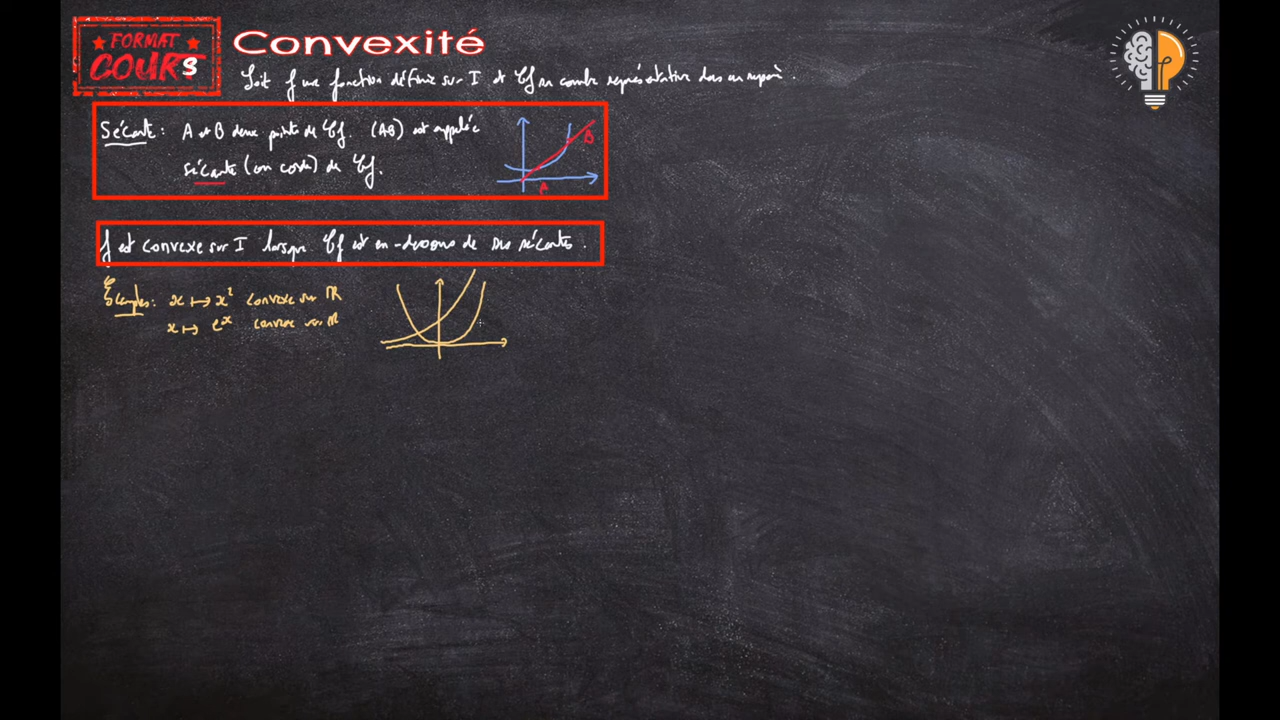 FORMAT
COURS
Convexité
Soit f une fonction définie sur I et Cf sa courbe représentative dans un repère.
Sécante : A et B deux points de Cf. (AB) est appelée
sécante (ou corde) de Cf.
B
A
f est convexe sur I lorsque Cf est en-dessous de ses sécantes.
Exemples : x ↦ x² convexe sur ℝ
x ↦ eˣ convexe sur ℝ